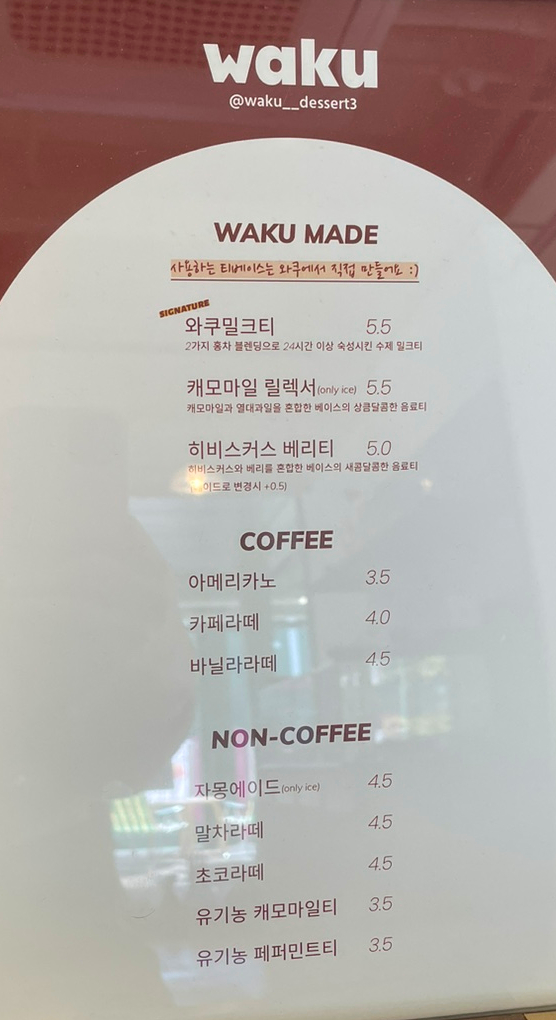 waku
@waku__dessert3
WAKU MADE
사용하는 티베이스는 와쿠에서 직접 만들어요 :)
SIGNATURE
와쿠밀크티 5.5
2가지 홍차 블렌딩으로 24시간 이상 숙성시킨 수제 밀크티
캐모마일 릴렉서(only ice) 5.5
캐모마일과 열대과일을 혼합한 베이스의 상큼달콤한 음료티
히비스커스 베리티 5.0
히비스커스와 베리를 혼합한 베이스의 새콤달콤한 음료티
이드로 변경시 +0.5)
COFFEE
아메리카노 3.5
카페라떼 4.0
바닐라라떼 4.5
NON-COFFEE
자몽에이드(only ice) 4.5
말차라떼 4.5
초코라떼 4.5
유기농 캐모마일티 3.5
유기농 페퍼민트티 3.5